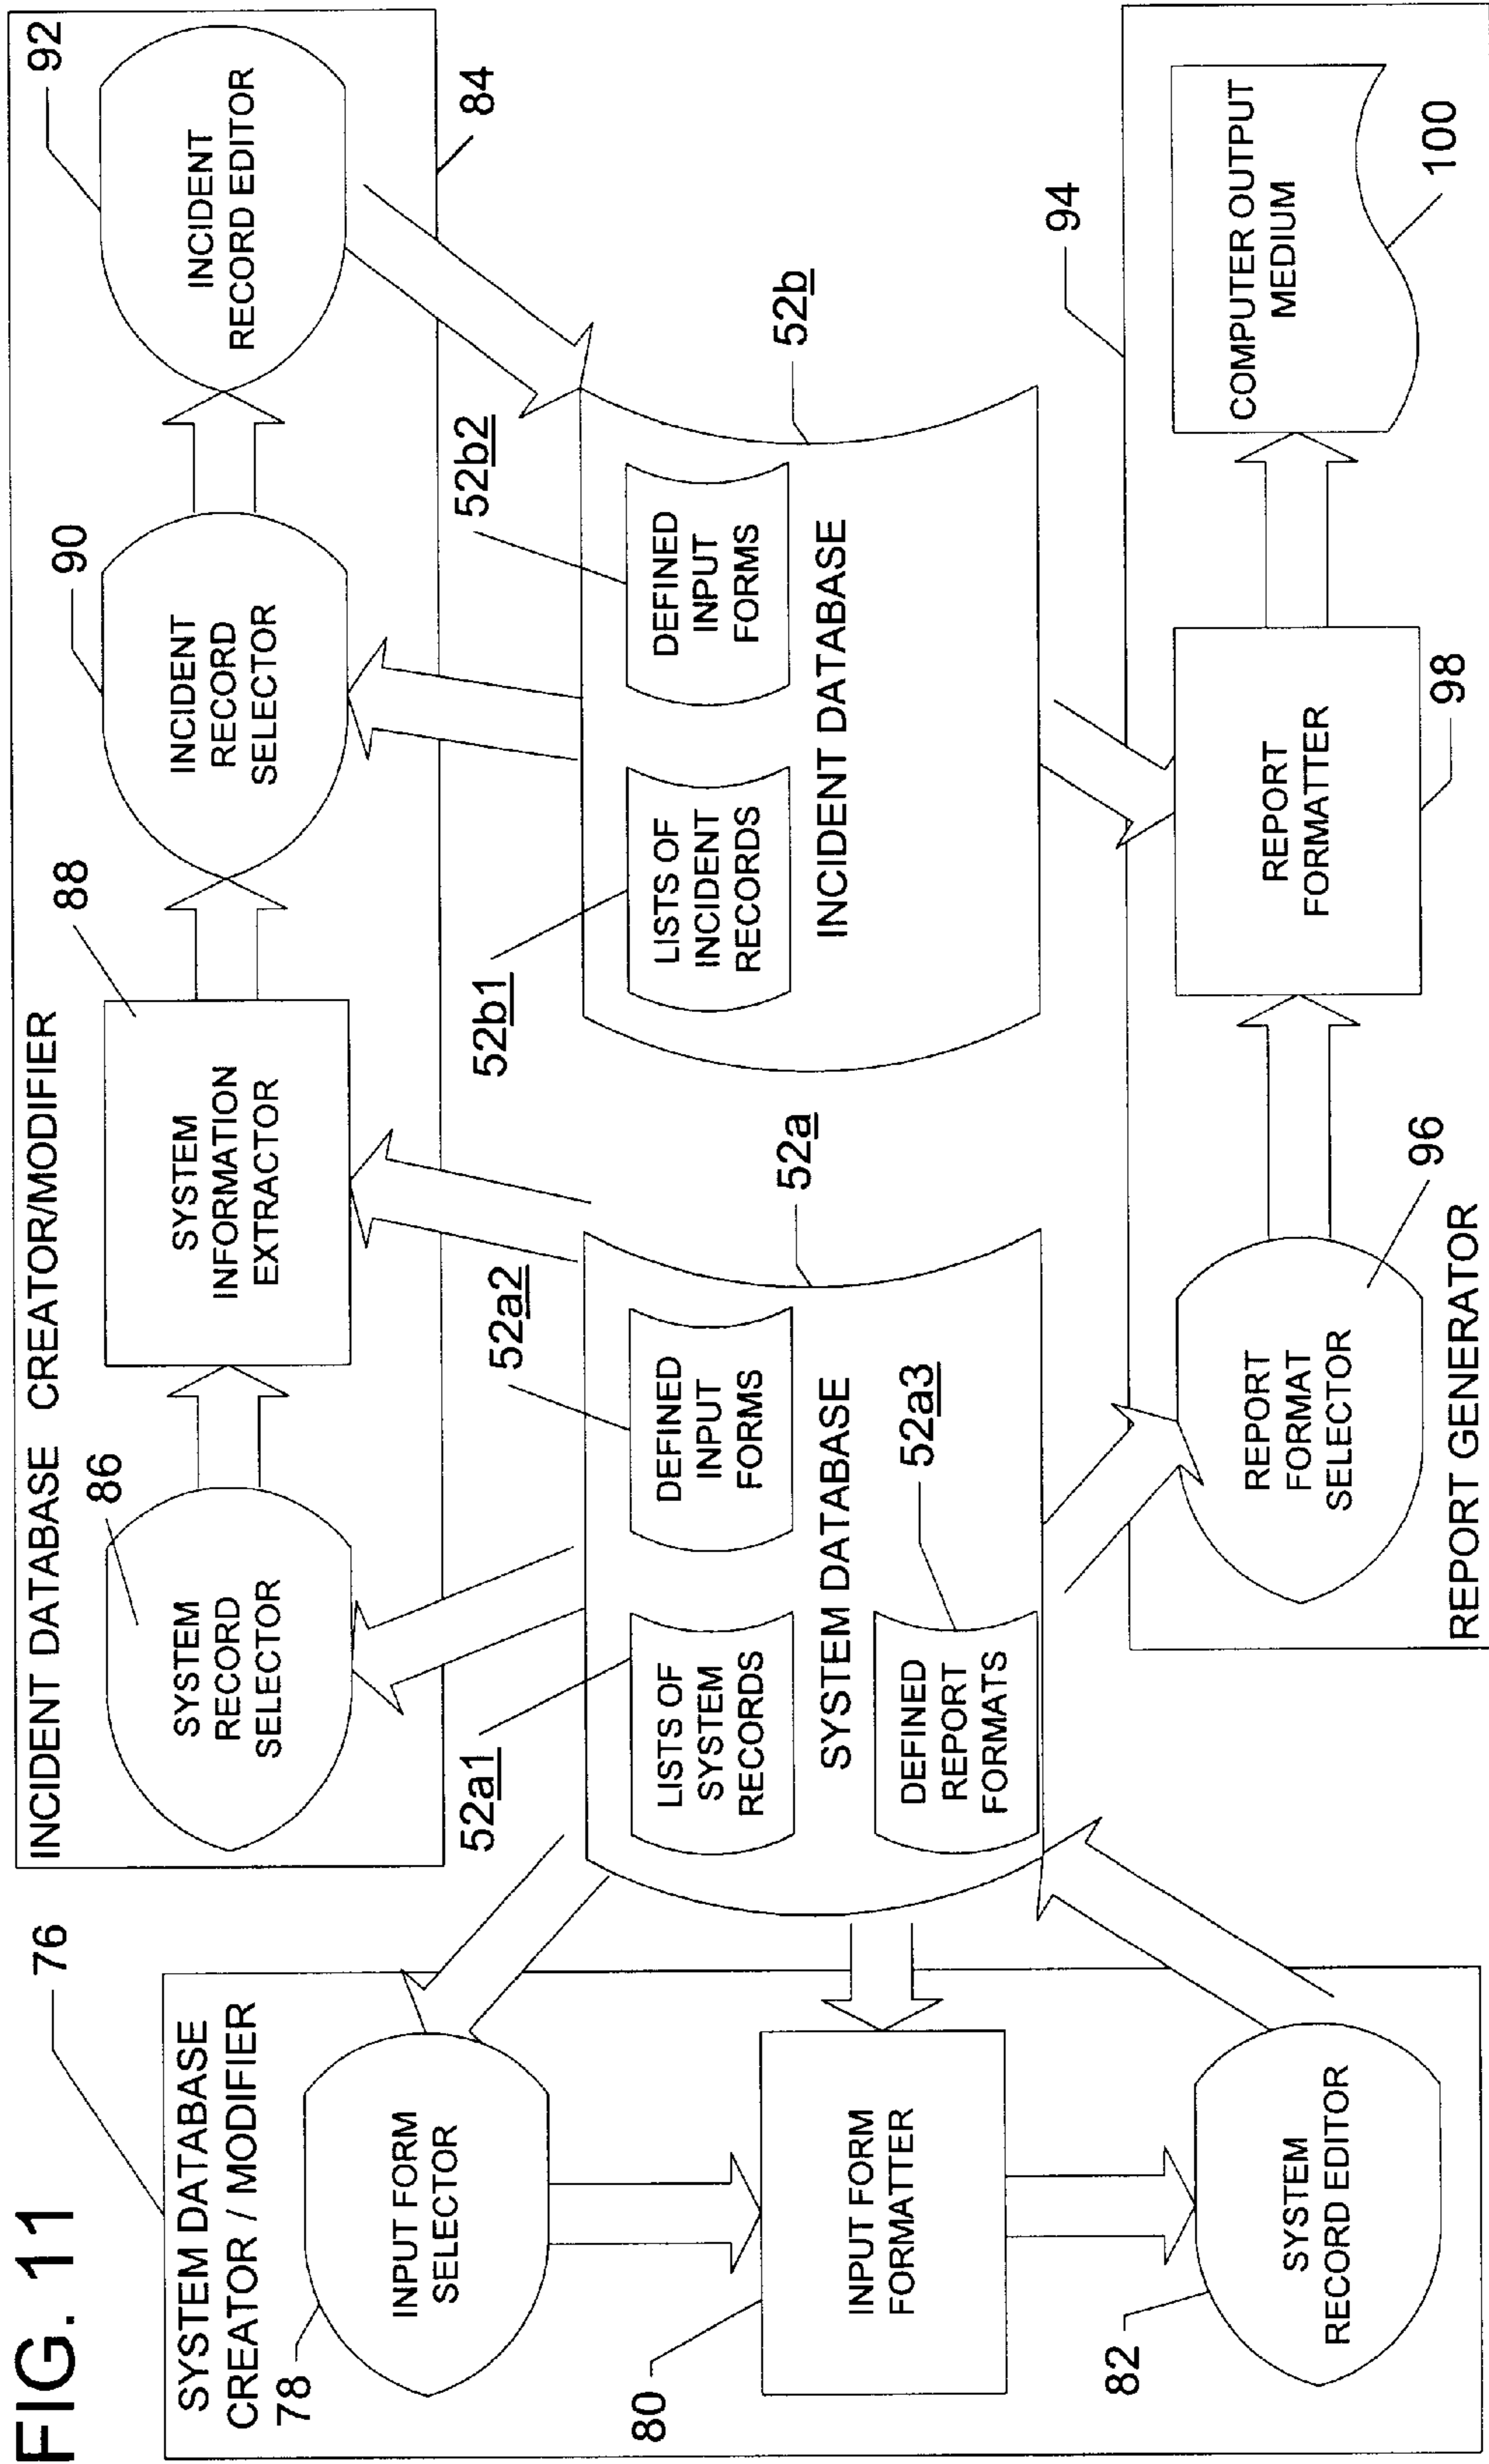 FIG. 11
76
SYSTEM DATABASE
CREATOR / MODIFIER
78
INPUT FORM
SELECTOR
80
INPUT FORM
FORMATTER
82
SYSTEM
RECORD EDITOR
INCIDENT DATABASE CREATOR/MODIFIER
84
86
SYSTEM
RECORD
SELECTOR
88
SYSTEM
INFORMATION
EXTRACTOR
90
INCIDENT
RECORD
SELECTOR
92
INCIDENT
RECORD EDITOR
52a1
LISTS OF
SYSTEM
RECORDS
52a2
DEFINED
INPUT
FORMS
52a
SYSTEM DATABASE
52a3
DEFINED
REPORT
FORMATS
52b1
LISTS OF
INCIDENT
RECORDS
52b2
DEFINED
INPUT
FORMS
52b
INCIDENT DATABASE
94
96
REPORT
FORMAT
SELECTOR
REPORT GENERATOR
98
REPORT
FORMATTER
COMPUTER OUTPUT
MEDIUM
100